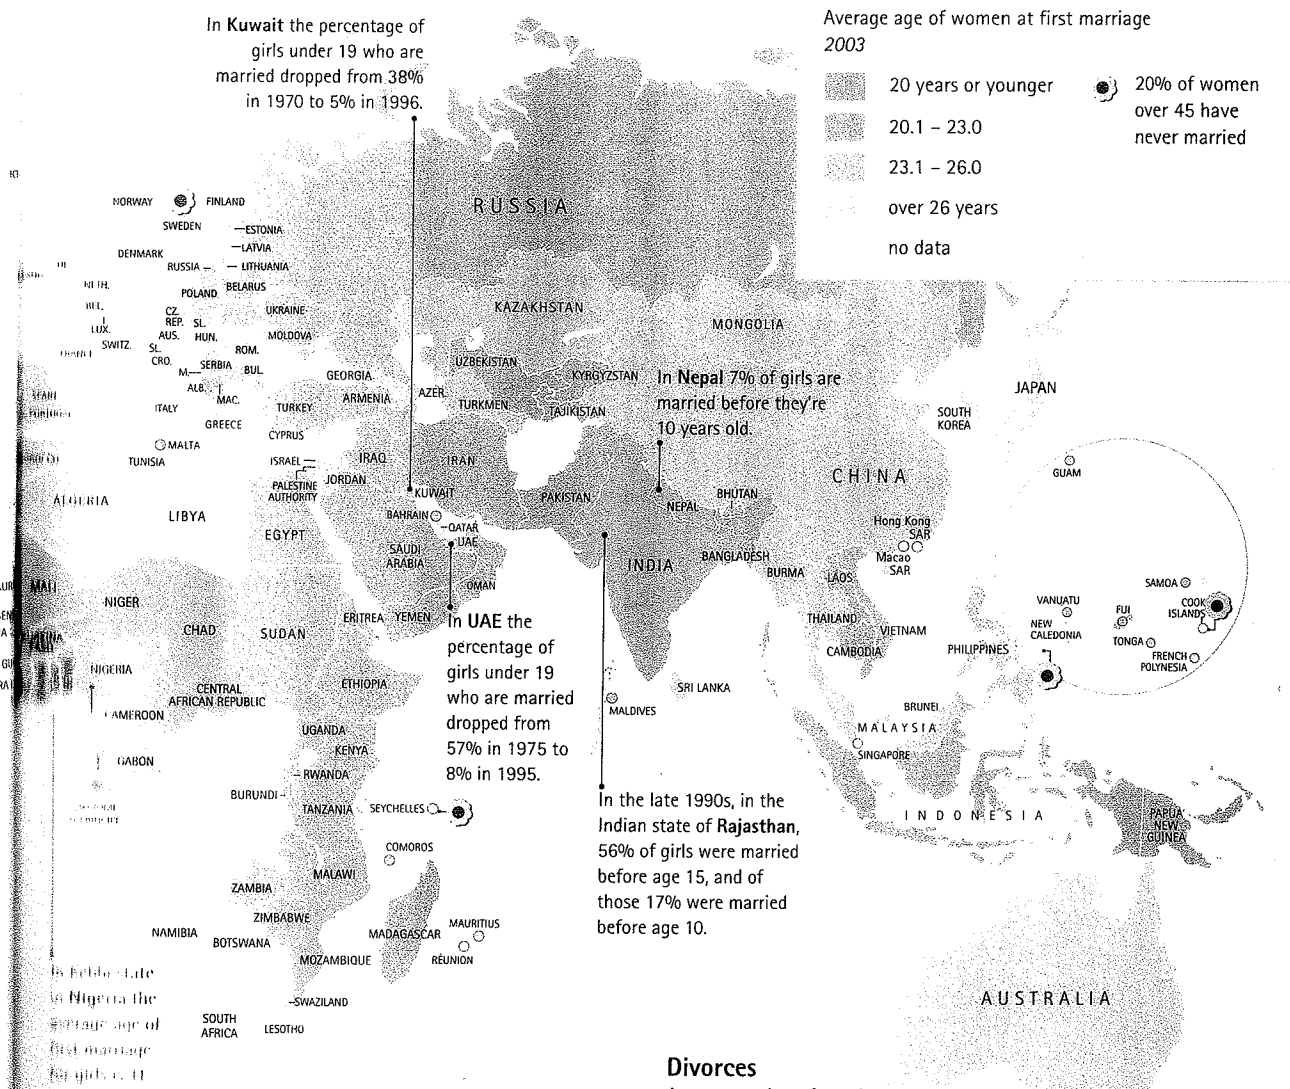 In Kuwait the percentage of
girls under 19 who are
married dropped from 38%
in 1970 to 5% in 1996.
Average age of women at first marriage
2003
20 years or younger
20.1 – 23.0
23.1 – 26.0
over 26 years
no data
20% of women
over 45 have
never married
RUSSIA
NORWAY
FINLAND
SWEDEN
ESTONIA
LATVIA
DENMARK
RUSSIA
LITHUANIA
NETH.
POLAND
BELARUS
BEL.
CZ.
REP.
SL.
UKRAINE
LUX.
AUS.
HUN.
MOLDOVA
SWITZ.
SL.
CRO.
ROM.
M.
SERBIA
BUL.
ALB.
MAC.
ITALY
GREECE
TURKEY
CYPRUS
MALTA
TUNISIA
GEORGIA
ARMENIA
AZER.
KAZAKHSTAN
MONGOLIA
UZBEKISTAN
KYRGYZSTAN
TURKMEN
TAJIKISTAN
In Nepal 7% of girls are
married before they're
10 years old.
JAPAN
SOUTH
KOREA
ISRAEL
IRAQ
IRAN
JORDAN
PALESTINE
AUTHORITY
KUWAIT
PAKISTAN
NEPAL
BHUTAN
CHINA
GUAM
ALGERIA
LIBYA
EGYPT
BAHRAIN
QATAR
UAE
SAUDI
ARABIA
OMAN
INDIA
BANGLADESH
BURMA
LAOS
Hong Kong
SAR
Macao
SAR
MALI
NIGER
CHAD
SUDAN
ERITREA
YEMEN
THAILAND
VIETNAM
CAMBODIA
PHILIPPINES
SAMOA
VANUATU
FIJI
COOK
ISLANDS
NEW
CALEDONIA
TONGA
FRENCH
POLYNESIA
In UAE the
percentage of
girls under 19
who are married
dropped from
57% in 1975 to
8% in 1995.
NIGERIA
CENTRAL
AFRICAN REPUBLIC
ETHIOPIA
CAMEROON
SRI LANKA
MALDIVES
BRUNEI
MALAYSIA
SINGAPORE
UGANDA
KENYA
GABON
RWANDA
BURUNDI
TANZANIA
SEYCHELLES
INDONESIA
PAPUA
NEW
GUINEA
In the late 1990s, in the
Indian state of Rajasthan,
56% of girls were married
before age 15, and of
those 17% were married
before age 10.
COMOROS
MALAWI
ZAMBIA
ZIMBABWE
NAMIBIA
BOTSWANA
MADAGASCAR
MAURITIUS
MOZAMBIQUE
RÉUNION
SWAZILAND
SOUTH
AFRICA
LESOTHO
AUSTRALIA
in Nigeria the
average age of
first marriage
Divorces